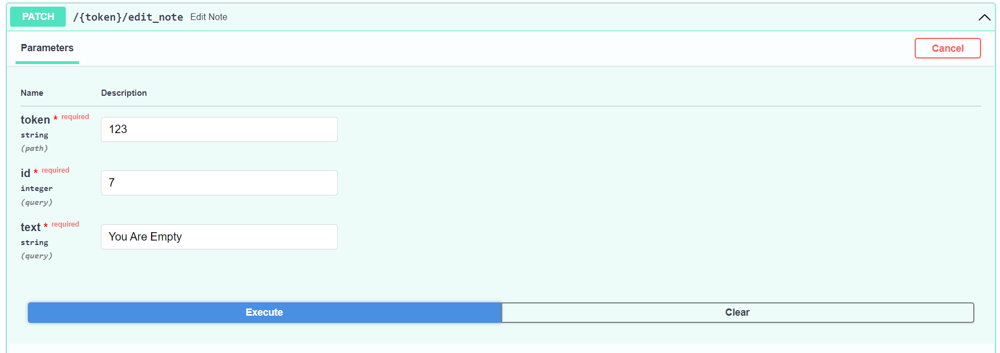 PATCH /{token}/edit_note Edit Note
Parameters
Cancel
Name Description
token * required
string
(path)
123
id * required
integer
(query)
7
text * required
string
(query)
You Are Empty
Execute Clear